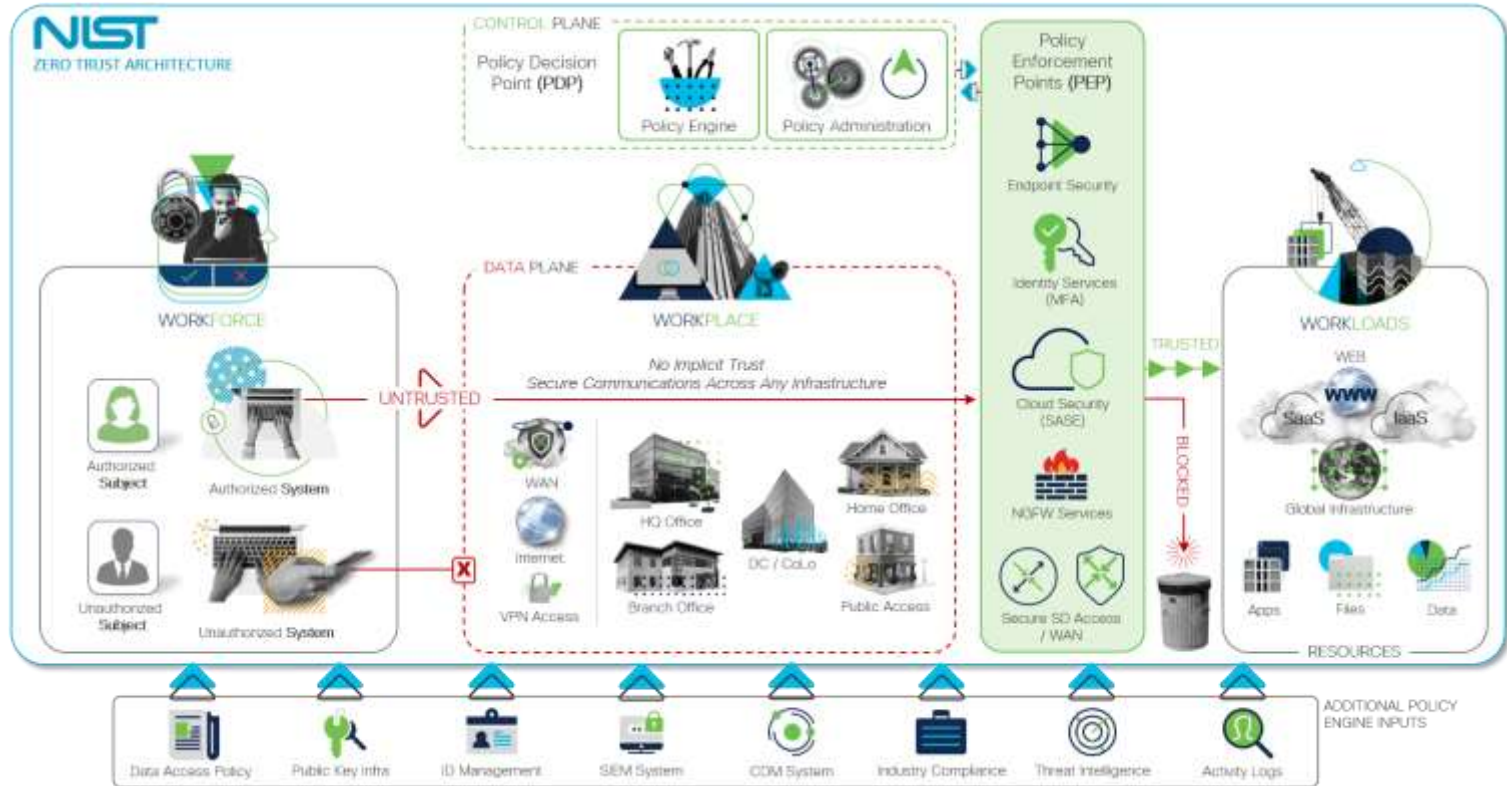 NIST
ZERO TRUST ARCHITECTURE
CONTROL PLANE
Policy Decision
Point (PDP)
Policy Engine
Policy Administration
Policy
Enforcement
Points (PEP)
Endpoint Security
Identity Services
(MFA)
Cloud Security
(SASE)
NGFW Services
Secure SD Access
/ WAN
WORKFORCE
Authorized
Subject
Authorized System
Unauthorized
Subject
Unauthorized System
UNTRUSTED
X
DATA PLANE
WORKPLACE
No Implicit Trust
Secure Communications Across Any Infrastructure
WAN
Internet
VPN Access
HQ Office
Branch Office
DC / CoLo
Home Office
Public Access
TRUSTED
BLOCKED
WORKLOADS
WEB
WWW
SaaS
IaaS
Global Infrastructure
Apps
Files
Data
RESOURCES
ADDITIONAL POLICY
ENGINE INPUTS
Data Access Policy
Public Key Infra
ID Management
SIEM System
CDM System
Industry Compliance
Threat Intelligence
Activity Logs